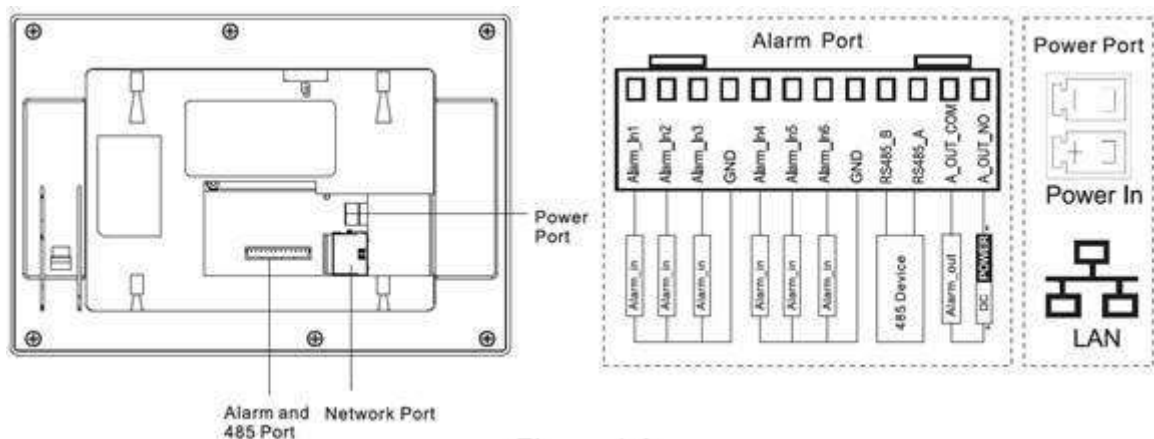 Power
Port
Alarm and
485 Port
Network Port
Alarm Port
Alarm_In1
Alarm_In2
Alarm_In3
GND
Alarm_In4
Alarm_In5
Alarm_In6
GND
RS485_B
RS485_A
A_OUT_COM
A_OUT_NO
Alarm_in
Alarm_in
Alarm_in
Alarm_in
Alarm_in
Alarm_in
485 Device
Alarm_out
DC POWER
Power Port
Power In
LAN